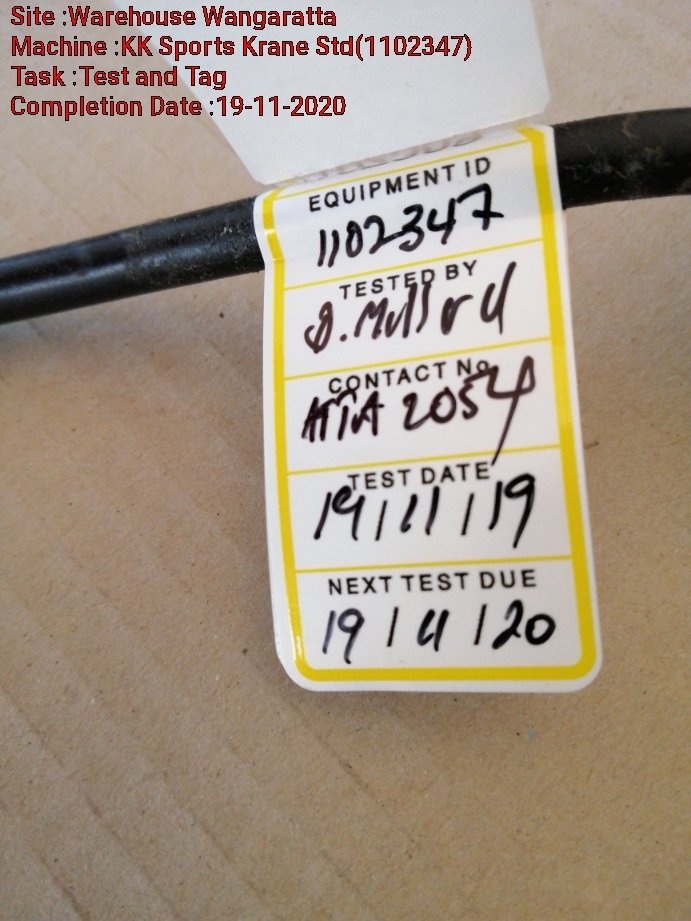 Site :Warehouse Wangaratta
Machine :KK Sports Krane Std(1102347)
Task :Test and Tag
Completion Date :19-11-2020
EQUIPMENT ID
1102347
TESTED BY
CONTACT No.
2054
TEST DATE
19/11/19
NEXT TEST DUE
19/11/20